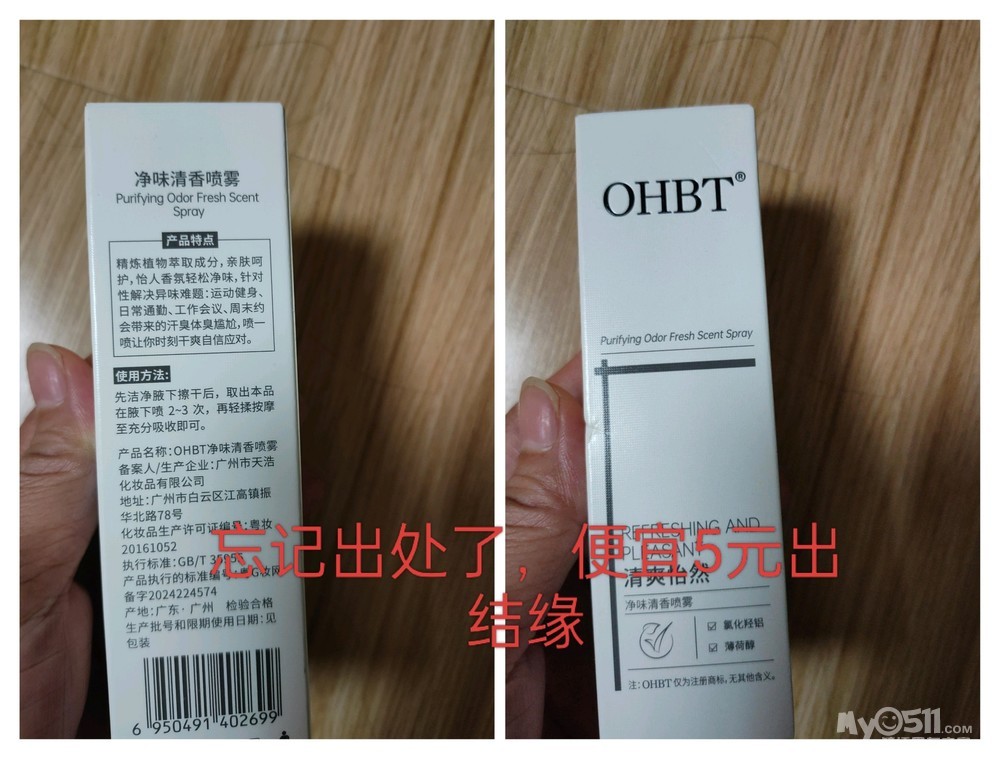 净味清香喷雾
Purifying Odor Fresh Scent
Spray
产品特点
精炼植物萃取成分，亲肤呵
护，怡人香氛轻松净味，针对
性解决异味难题：运动健身、
日常通勤、工作会议、周末约
会带来的汗臭体臭尴尬，喷一
喷让你时刻干爽自信应对。
使用方法：
先洁净腋下擦干后，取出本品
在腋下喷 2~3 次，再轻揉按摩
至充分吸收即可。
产品名称：OHBT净味清香喷雾
备案人/生产企业：广州市天浩
化妆品有限公司
地址：广州市白云区江高镇振
华北路78号
化妆品生产许可证编号：粤妆
20161052
执行标准：GB/T
产品执行的标准编号：粤G妆网
备字2024224574
产地：广东·广州 检验合格
生产批号和限期使用日期：见
包装
6 950491 402699
OHBT®
Purifying Odor Fresh Scent Spray
REFRESHING AND
PLEASANT
清爽怡然
净味清香喷雾
氯化羟铝
薄荷醇
注：OHBT仅为注册商标，无其他含义。
忘记出处了，便宜5元出
结缘
My0511.COM